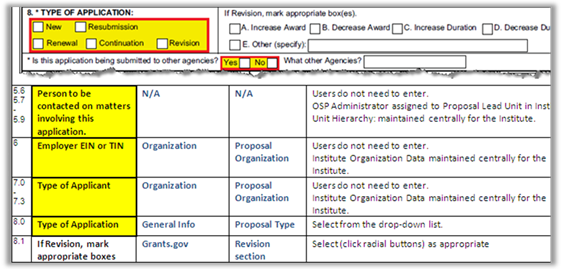 8. * TYPE OF APPLICATION:
If Revision, mark appropriate box(es).
New Resubmission
A. Increase Award B. Decrease Award C. Increase Duration D. Decrease Du
Renewal Continuation Revision
E. Other (specify):
* Is this application being submitted to other agencies? Yes No What other Agencies?
5.6
5.7
-
5.9
Person to be
contacted on matters
involving this
application.
N/A
N/A
Users do not need to enter.
OSP Administrator assigned to Proposal Lead Unit in Inst
Unit Hierarchy: maintained centrally for the Institute.
6
Employer EIN or TIN
Organization
Proposal
Organization
Users do not need to enter.
Institute Organization Data maintained centrally for the
Institute.
7.0
-
7.3
Type of Applicant
Organization
Proposal
Organization
Users do not need to enter.
Institute Organization Data maintained centrally for the
Institute.
8.0
Type of Application
General Info
Proposal Type
Select from the drop-down list.
8.1
If Revision, mark
appropriate boxes
Grants.gov
Revision
section
Select (click radial buttons) as appropriate